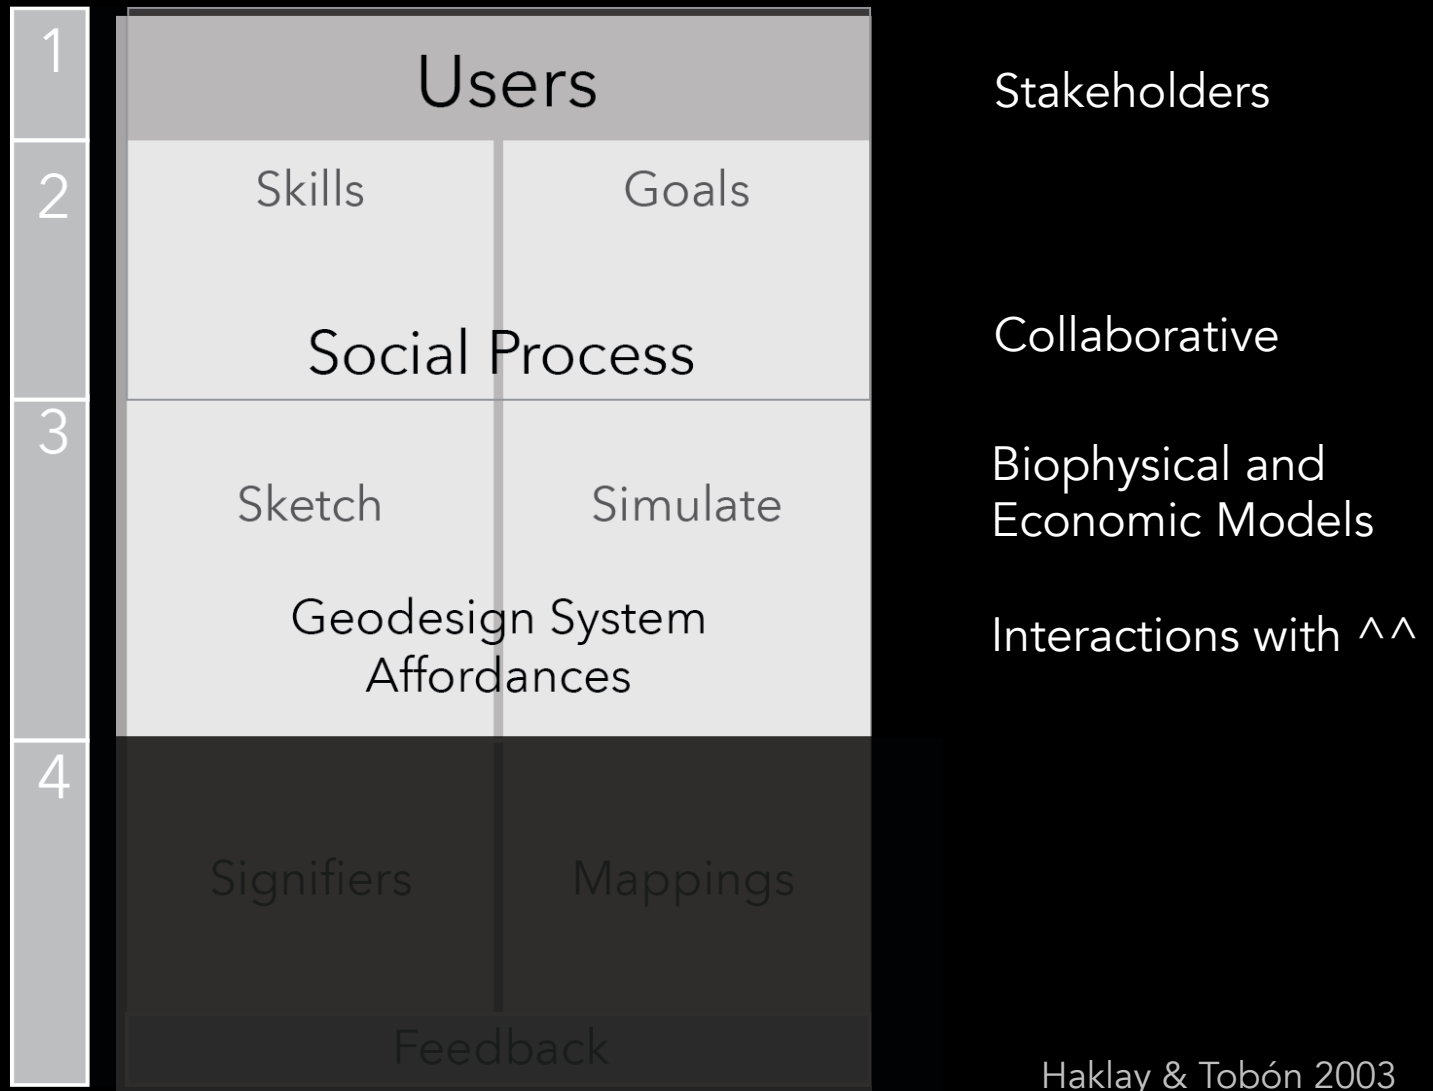 1
Users
Stakeholders
2
Skills
Goals
Social Process
Collaborative
3
Sketch
Simulate
Biophysical and
Economic Models
Geodesign System
Affordances
Interactions with ^^
4
Signifiers
Mappings
Feedback
Haklay & Tobón 2003